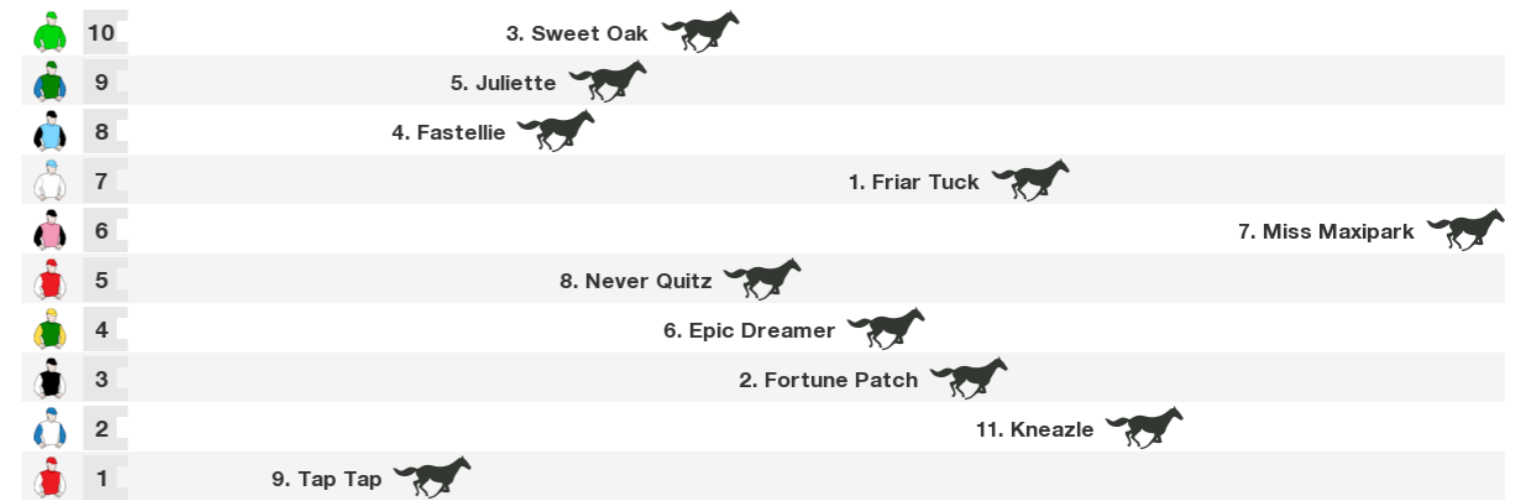 10 3. Sweet Oak
9 5. Juliette
8 4. Fastellie
7 1. Friar Tuck
6 7. Miss Maxipark
5 8. Never Quitz
4 6. Epic Dreamer
3 2. Fortune Patch
2 11. Kneazle
1 9. Tap Tap